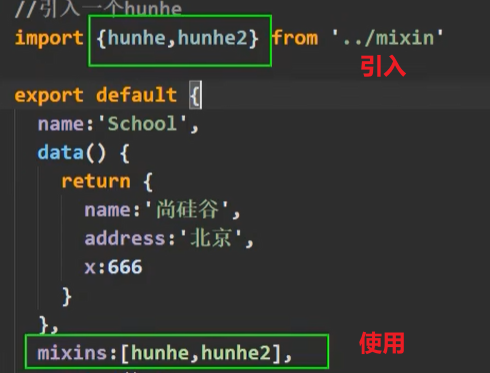 //引入一个hunhe
import {hunhe,hunhe2} from '../mixin'
引入
export default {
name:'School',
data() {
return {
name:'尚硅谷',
address:'北京',
x:666
}
},
mixins:[hunhe,hunhe2],
使用